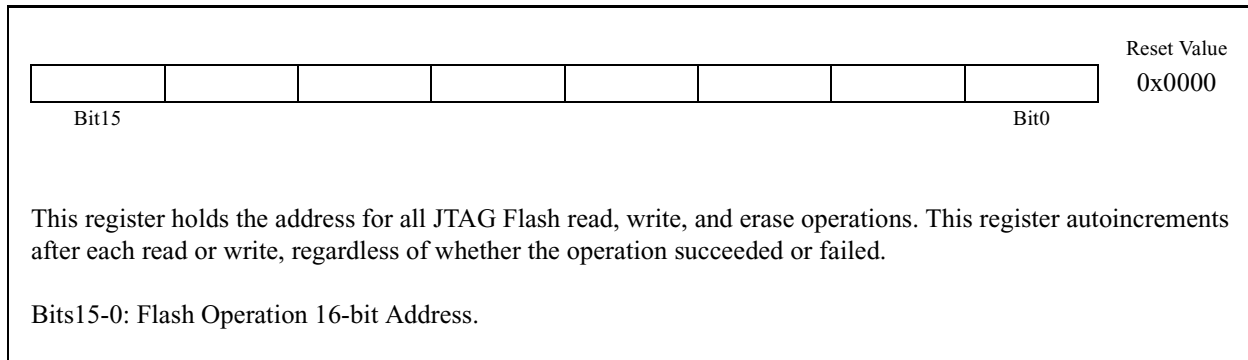 Reset Value
0x0000
Bit15 Bit0
This register holds the address for all JTAG Flash read, write, and erase operations. This register autoincrements
after each read or write, regardless of whether the operation succeeded or failed.
Bits15-0: Flash Operation 16-bit Address.